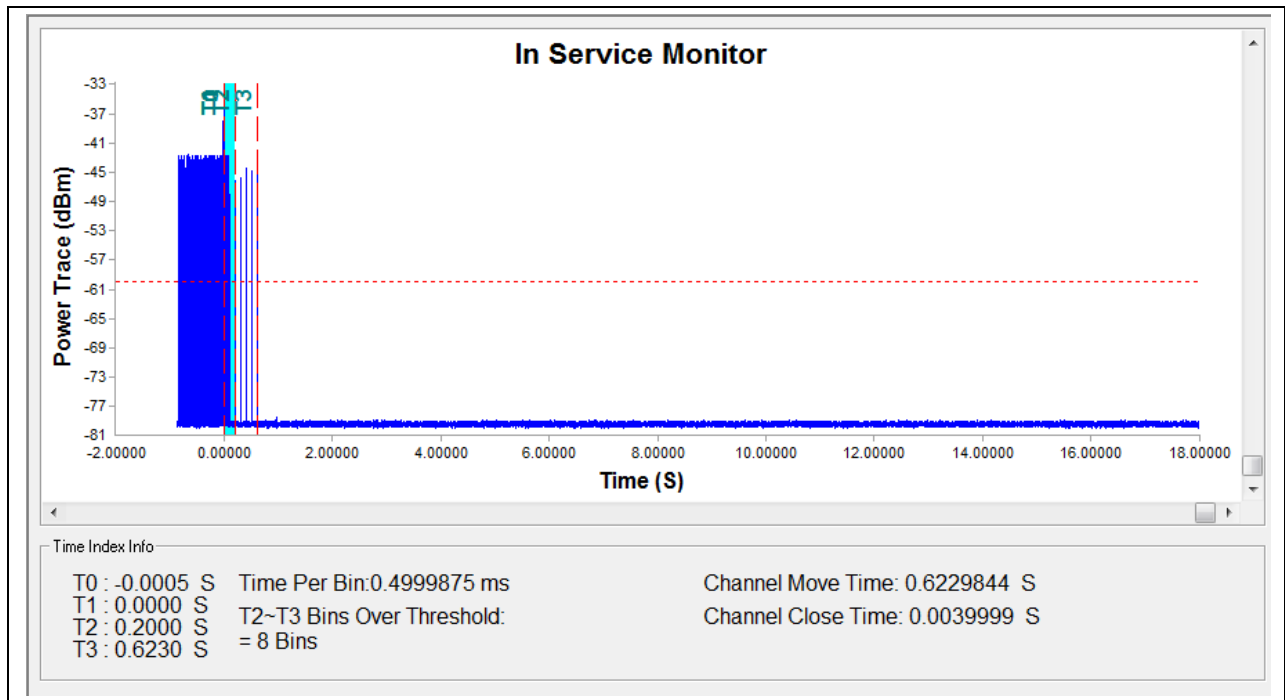 In Service Monitor
Power Trace (dBm)
-33
-37
-41
-45
-49
-53
-57
-61
-65
-69
-73
-77
-81
T2
T3
-2.00000 0.00000 2.00000 4.00000 6.00000 8.00000 10.00000 12.00000 14.00000 16.00000 18.00000
Time (S)
Time Index Info
T0 : -0.0005 S
T1 : 0.0000 S
T2 : 0.2000 S
T3 : 0.6230 S
Time Per Bin:0.4999875 ms
T2~T3 Bins Over Threshold:
= 8 Bins
Channel Move Time: 0.6229844 S
Channel Close Time: 0.0039999 S